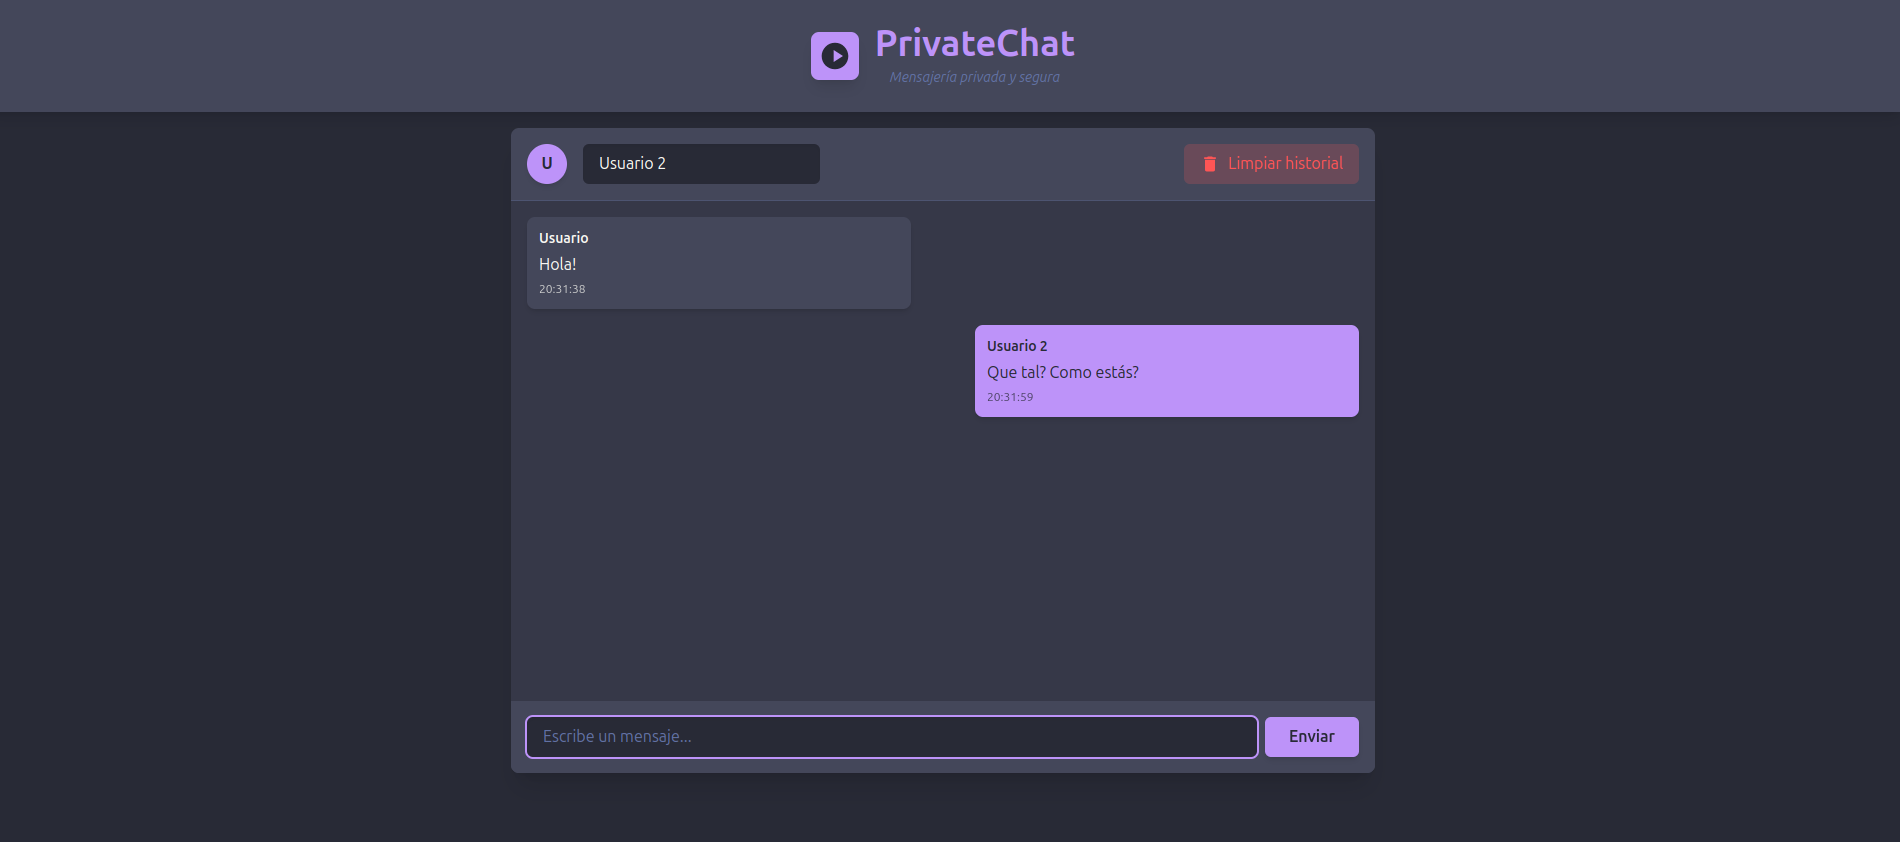 PrivateChat
Mensajería privada y segura
U
Usuario 2
Limpiar historial
Usuario
Hola!
20:31:38
Usuario 2
Que tal? Como estás?
20:31:59
Escribe un mensaje...
Enviar